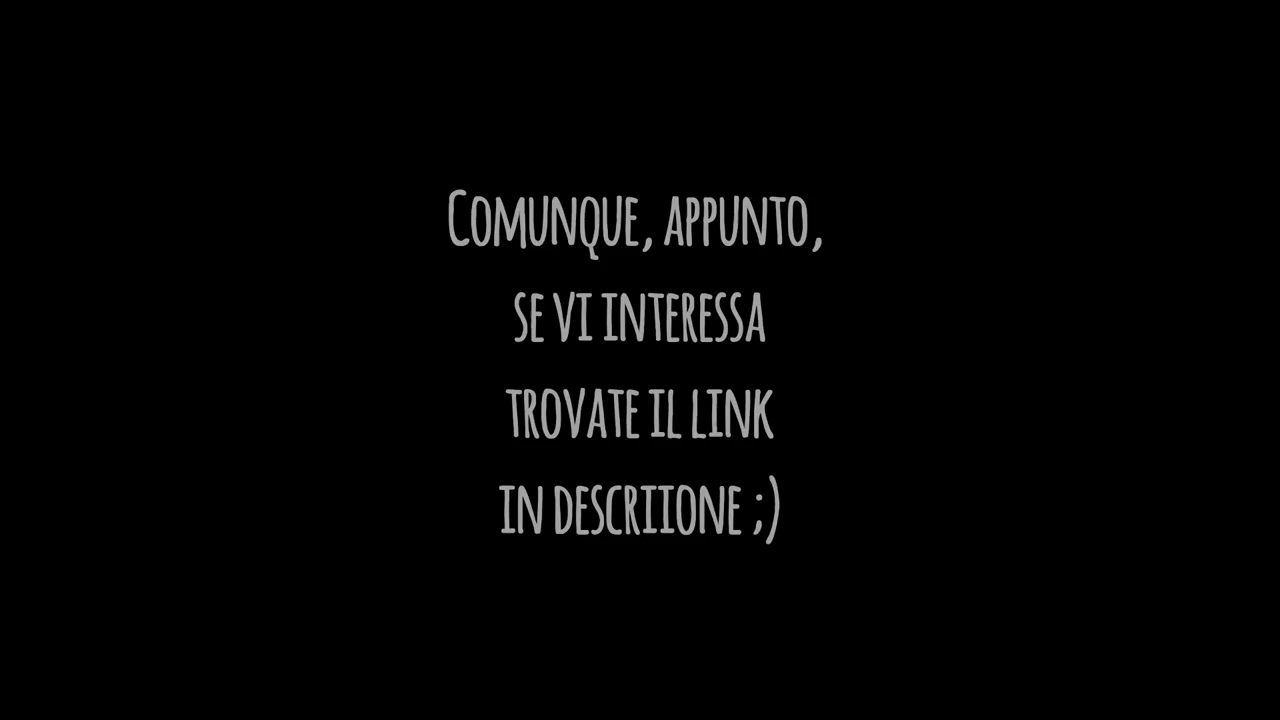 Comunque, appunto,
se vi interessa
trovate il link
in descriione ;)